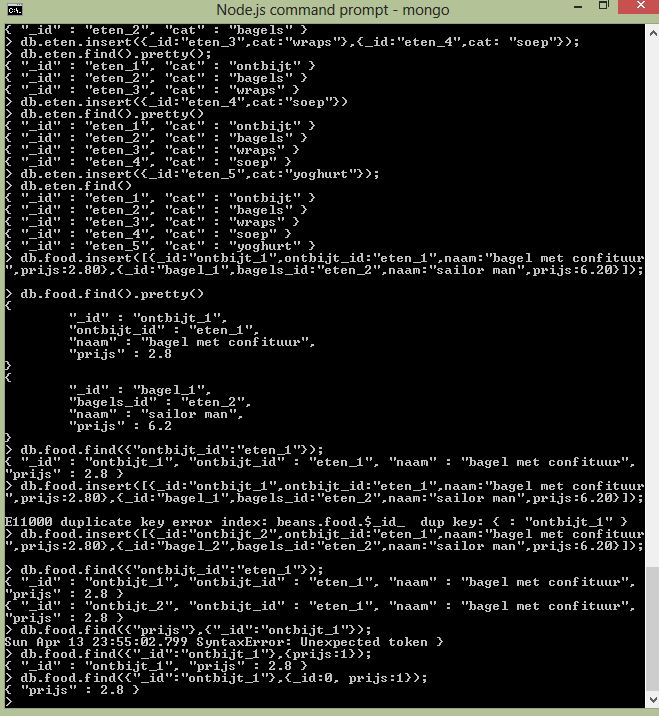 Node.js command prompt - mongo
{ "_id" : "eten_2", "cat" : "bagels" }
> db.eten.insert({_id:"eten_3",cat:"wraps"},{_id:"eten_4",cat: "soep"});
> db.eten.find().pretty();
{ "_id" : "eten_1", "cat" : "ontbijt" }
{ "_id" : "eten_2", "cat" : "bagels" }
{ "_id" : "eten_3", "cat" : "wraps" }
> db.eten.insert({_id:"eten_4",cat:"soep"})
> db.eten.find().pretty()
{ "_id" : "eten_1", "cat" : "ontbijt" }
{ "_id" : "eten_2", "cat" : "bagels" }
{ "_id" : "eten_3", "cat" : "wraps" }
{ "_id" : "eten_4", "cat" : "soep" }
> db.eten.insert({_id:"eten_5",cat:"yoghurt"});
> db.eten.find()
{ "_id" : "eten_1", "cat" : "ontbijt" }
{ "_id" : "eten_2", "cat" : "bagels" }
{ "_id" : "eten_3", "cat" : "wraps" }
{ "_id" : "eten_4", "cat" : "soep" }
{ "_id" : "eten_5", "cat" : "yoghurt" }
> db.food.insert([{_id:"ontbijt_1",ontbijt_id:"eten_1",naam:"bagel met confituur
",prijs:2.80},{_id:"bagel_1",bagels_id:"eten_2",naam:"sailor man",prijs:6.20}]);
> db.food.find().pretty()
{
"_id" : "ontbijt_1",
"ontbijt_id" : "eten_1",
"naam" : "bagel met confituur",
"prijs" : 2.8
}
{
"_id" : "bagel_1",
"bagels_id" : "eten_2",
"naam" : "sailor man",
"prijs" : 6.2
}
> db.food.find({"ontbijt_id":"eten_1"});
{ "_id" : "ontbijt_1", "ontbijt_id" : "eten_1", "naam" : "bagel met confituur",
"prijs" : 2.8 }
> db.food.insert([{_id:"ontbijt_1",ontbijt_id:"eten_1",naam:"bagel met confituur
",prijs:2.80},{_id:"bagel_1",bagels_id:"eten_2",naam:"sailor man",prijs:6.20}]);
E11000 duplicate key error index: beans.food.$_id_  dup key: { : "ontbijt_1" }
> db.food.insert([{_id:"ontbijt_2",ontbijt_id:"eten_1",naam:"bagel met confituur
",prijs:2.80},{_id:"bagel_2",bagels_id:"eten_2",naam:"sailor man",prijs:6.20}]);
> db.food.find({"ontbijt_id":"eten_1"});
{ "_id" : "ontbijt_1", "ontbijt_id" : "eten_1", "naam" : "bagel met confituur",
"prijs" : 2.8 }
{ "_id" : "ontbijt_2", "ontbijt_id" : "eten_1", "naam" : "bagel met confituur",
"prijs" : 2.8 }
> db.food.find({"prijs"},{"_id":"ontbijt_1"});
Sun Apr 13 23:55:02.799 SyntaxError: Unexpected token }
> db.food.find({"_id":"ontbijt_1"},{prijs:1});
{ "_id" : "ontbijt_1", "prijs" : 2.8 }
> db.food.find({"_id":"ontbijt_1"},{_id:0, prijs:1});
{ "prijs" : 2.8 }
>